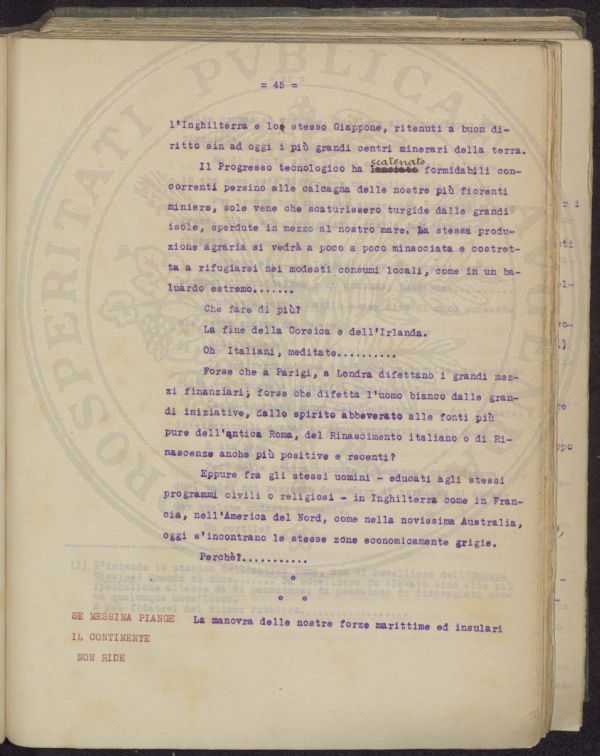 = 45 =
l'Inghilterra e lo stesso Giappone, ritenuti a buon di-
ritto sin ad oggi i più grandi centri minerari della terra.
Il Progresso tecnologico ha scatenato formidabili con-
correnti persino alle calcagna delle nostre più fiorenti
miniere, sole vene che scaturissero turgide dalle grandi
isole, sperdute in mezzo al nostro mare. La stessa produ-
zione agraria si vedrà a poco a poco minacciata e costret-
ta a rifugiarsi nei modesti consumi locali, come in un ba-
luardo estremo.......
Che fare di più?
La fine della Corsica e dell'Irlanda.
Oh Italiani, meditate..........
Forse che a Parigi, a Londra difettano i grandi mez-
zi finanziari; forse che difetta l'uomo bianco dalle gran-
di iniziative, dallo spirito abbeverato alle fonti più
pure dell'antica Roma, del Rinascimento italiano o di Ri-
nascenze anche più positive e recenti?
Eppure fra gli stessi uomini - educati agli stessi
programmi civili o religiosi - in Inghilterra come in Fran-
cia, nell'America del Nord, come nella novissima Australia,
oggi s'incontrano le stesse zone economicamente grigie.
Perchè?...........
SE MESSINA PIANGE
IL CONTINENTE
NON RIDE
La manovra delle nostre forze marittime ed insulari